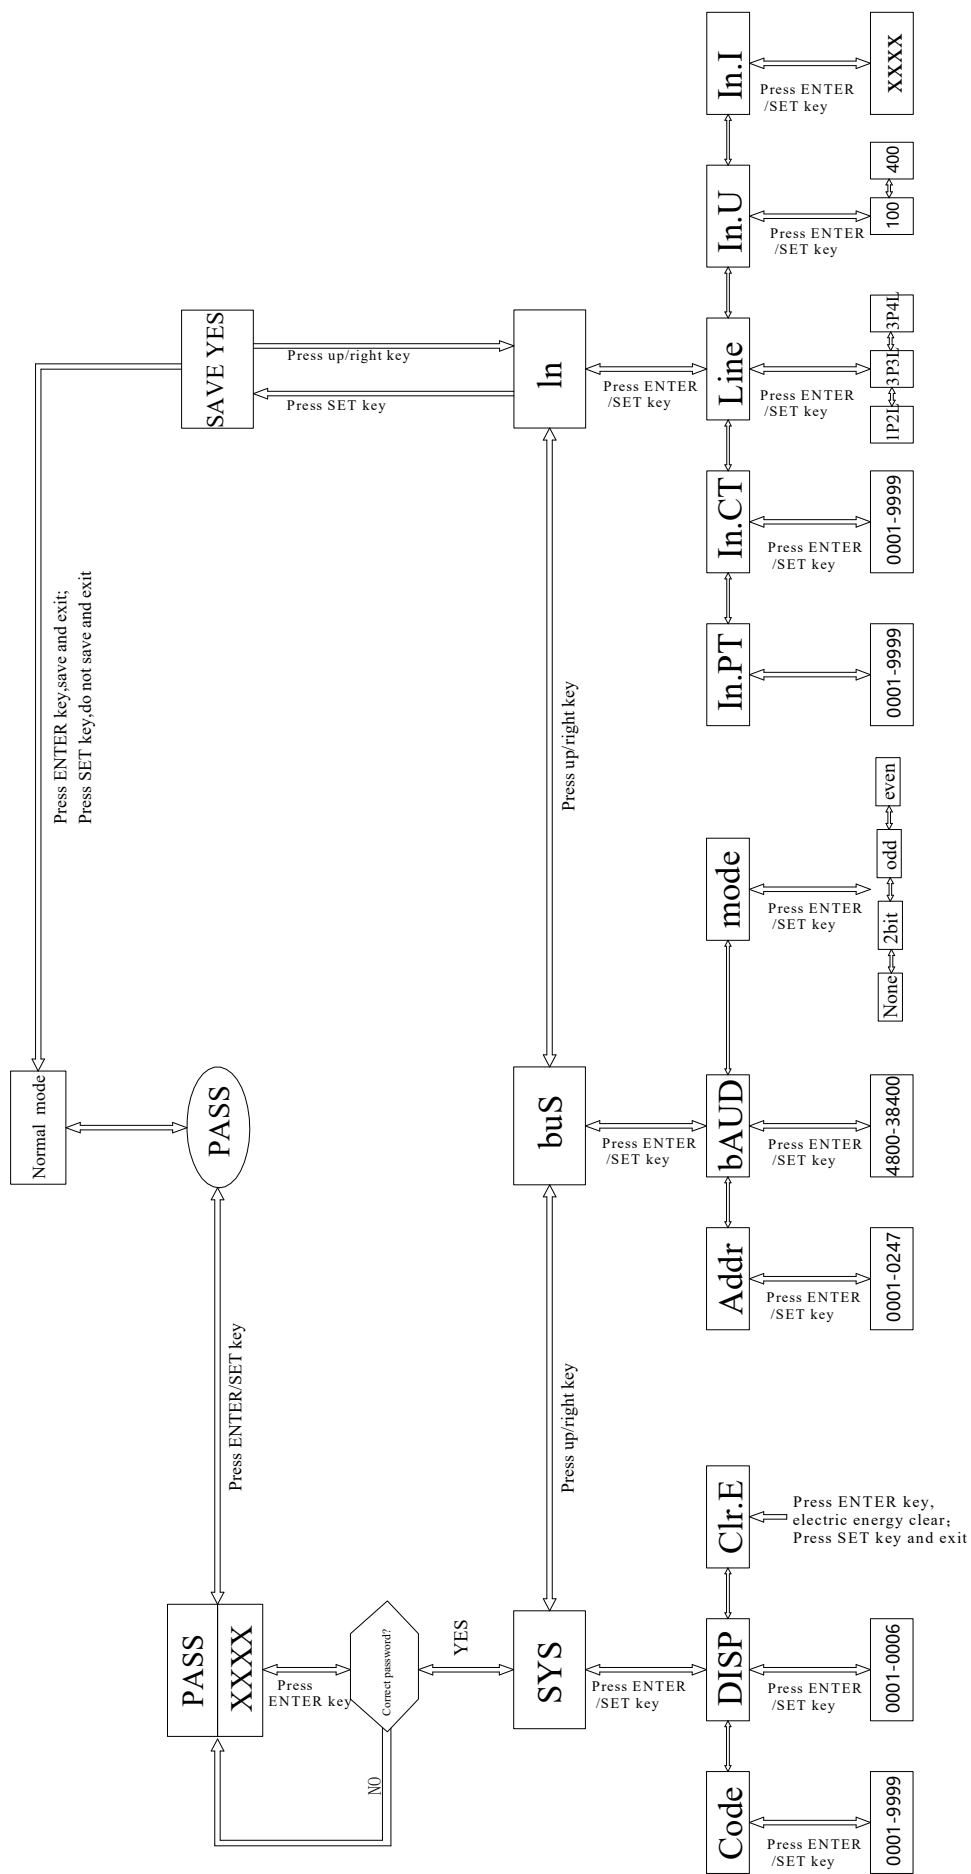 Normal mode
PASS
Press ENTER key,save and exit;
Press SET key,do not save and exit
SAVE YES
Press up/right key
Press SET key
Press ENTER/SET key
PASS
XXXX
Press
ENTER key
Correct password?
NO
YES
SYS
Press up/right key
buS
Press up/right key
In
Press ENTER
/SET key
Press ENTER
/SET key
Press ENTER
/SET key
Code
DISP
Clr.E
Addr
bAUD
mode
In.PT
In.CT
Line
In.U
In.I
Press ENTER
/SET key
Press ENTER
/SET key
Press ENTER key,
electric energy clear;
Press SET key and exit
Press ENTER
/SET key
Press ENTER
/SET key
Press ENTER
/SET key
Press ENTER
/SET key
Press ENTER
/SET key
Press ENTER
/SET key
Press ENTER
/SET key
0001-9999
0001-0006
0001-0247
4800-38400
None
2bit
odd
even
0001-9999
0001-9999
1P2L
3P3L
3P4L
100
400
XXXX